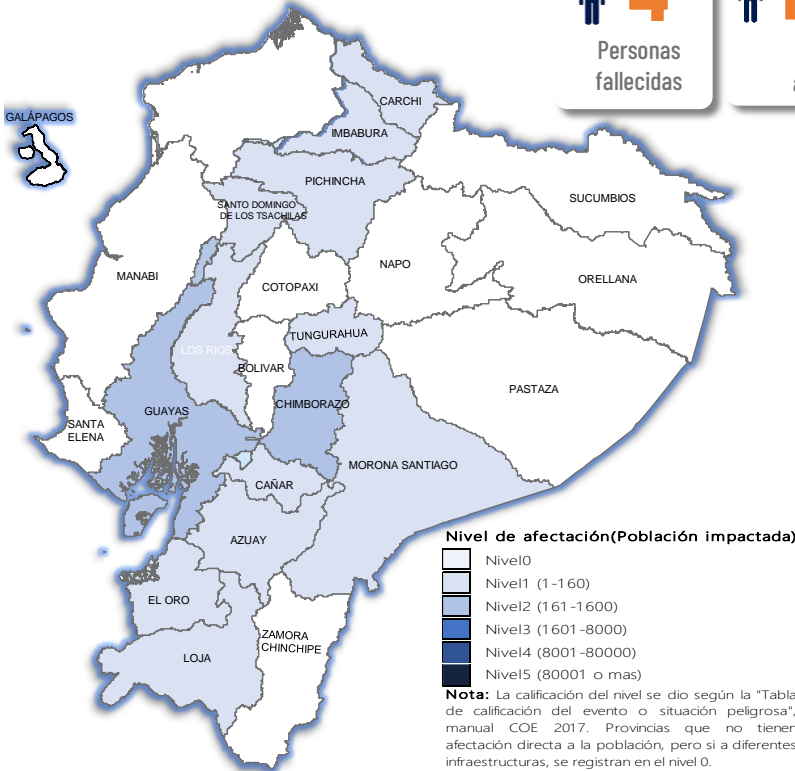 Personas
fallecidas
a
GALÁPAGOS
CARCHI
IMBABURA
PICHINCHA
SANTO DOMINGO
DE LOS TSACHILAS
SUCUMBIOS
NAPO
ORELLANA
MANABI
COTOPAXI
TUNGURAHUA
LOS RIOS
BOLIVAR
PASTAZA
CHIMBORAZO
GUAYAS
SANTA
ELENA
MORONA SANTIAGO
CAÑAR
AZUAY
EL ORO
ZAMORA
CHINCHIPE
LOJA
Nivel de afectación(Población impactada)
Nivel0
Nivel1 (1-160)
Nivel2 (161-1600)
Nivel3 (1601-8000)
Nivel4 (8001-80000)
Nivel5 (80001 o mas)
Nota: La calificación del nivel se dio según la "Tabla
de calificación del evento o situación peligrosa",
manual COE 2017. Provincias que no tienen
afectación directa a la población, pero si a diferentes
infraestructuras, se registran en el nivel 0.